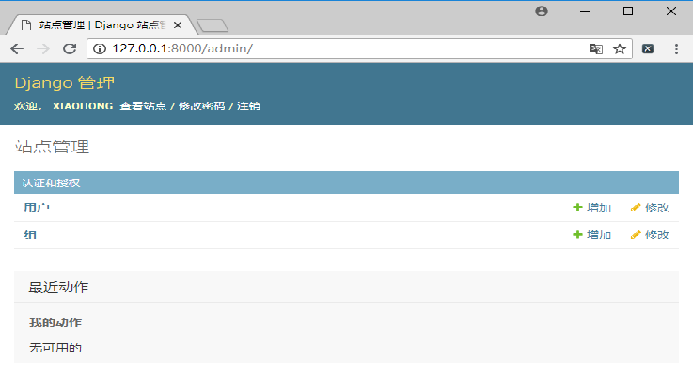 站点管理 | Django 站点管
127.0.0.1:8000/admin/
Django 管理
欢迎， XIAOHONG 查看站点 / 修改密码 / 注销
站点管理
认证和授权
用户 增加 修改
组 增加 修改
最近动作
我的动作
无可用的